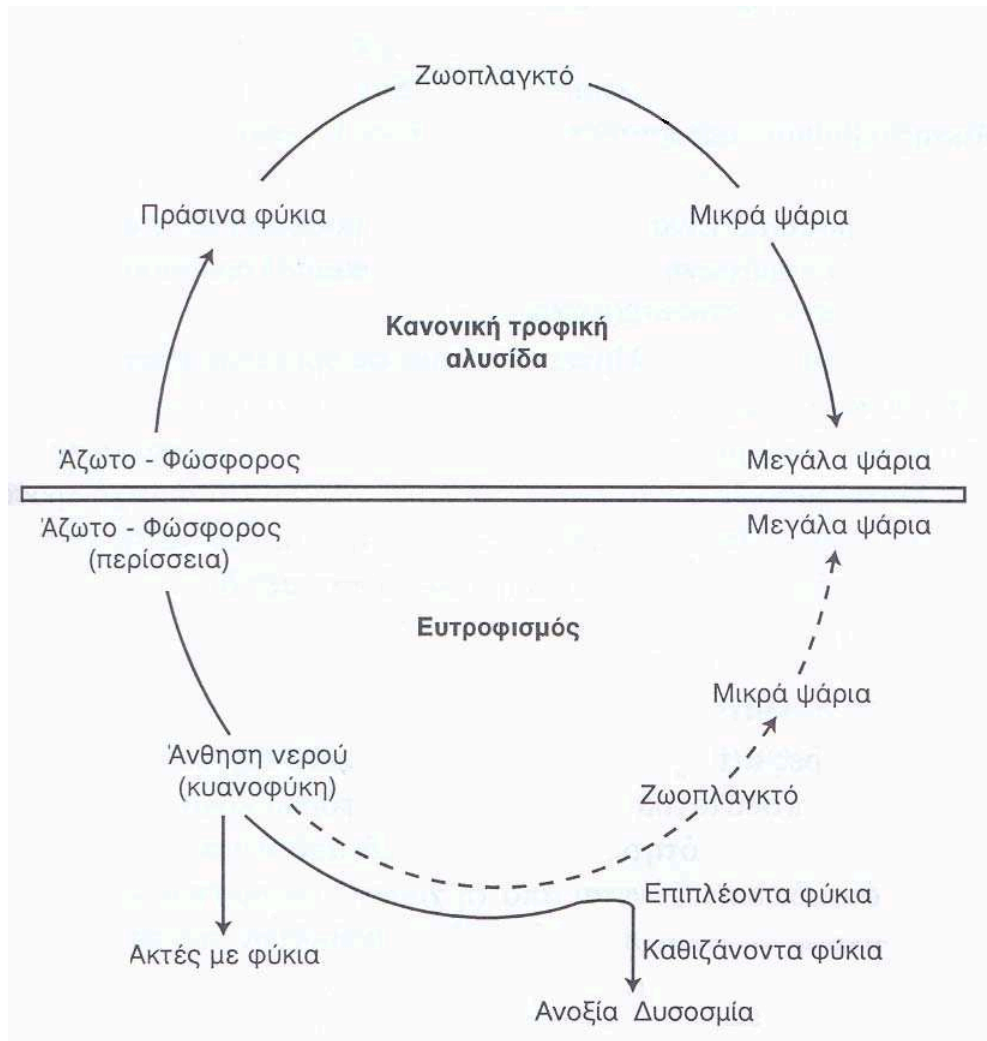 Ζωοπλαγκτό
Πράσινα φύκια
Μικρά ψάρια
Κανονική τροφική
αλυσίδα
Άζωτο - Φώσφορος
Μεγάλα ψάρια
Άζωτο - Φώσφορος
(περίσσεια)
Μεγάλα ψάρια
Ευτροφισμός
Μικρά ψάρια
Άνθηση νερού
(κυανοφύκη)
Ζωοπλαγκτό
Επιπλέοντα φύκια
Ακτές με φύκια
Καθιζάνοντα φύκια
Ανοξία Δυσοσμία